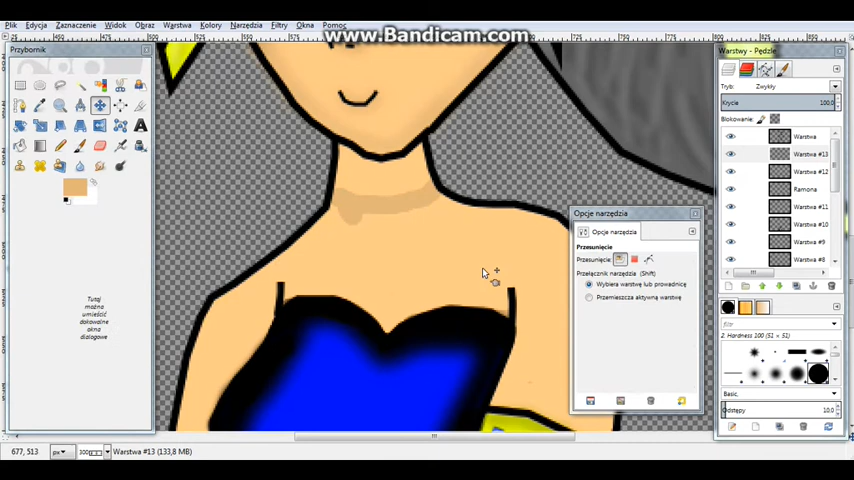 Plik Edycja Zaznaczenie Widok Obraz Warstwa Kolory Narzędzia Filtry Okna Pomoc
www.Bandicam.com
Przybornik
Warstwy - Pędzle
Tryb: Zwykły
Krycie 100,0
Blokowanie:
Warstwa
Warstwa #13
Warstwa #12
Ramona
Warstwa #11
Warstwa #10
Warstwa #9
Warstwa #8
Opcje narzędzia
Opcje narzędzia
Przesunięcie
Przesunięcie:
Przełącznik narzędzia (Shift)
Wybiera warstwę lub prowadnicę
Przemieszcza aktywną warstwę
Tutaj
można
umieścić
dokowalne
okna
dialogowe
filtr
2. Hardness 100 (51 × 51)
Basic,
Odstępy 10.0
677, 513 px Warstwa #13 (133,8 MB)